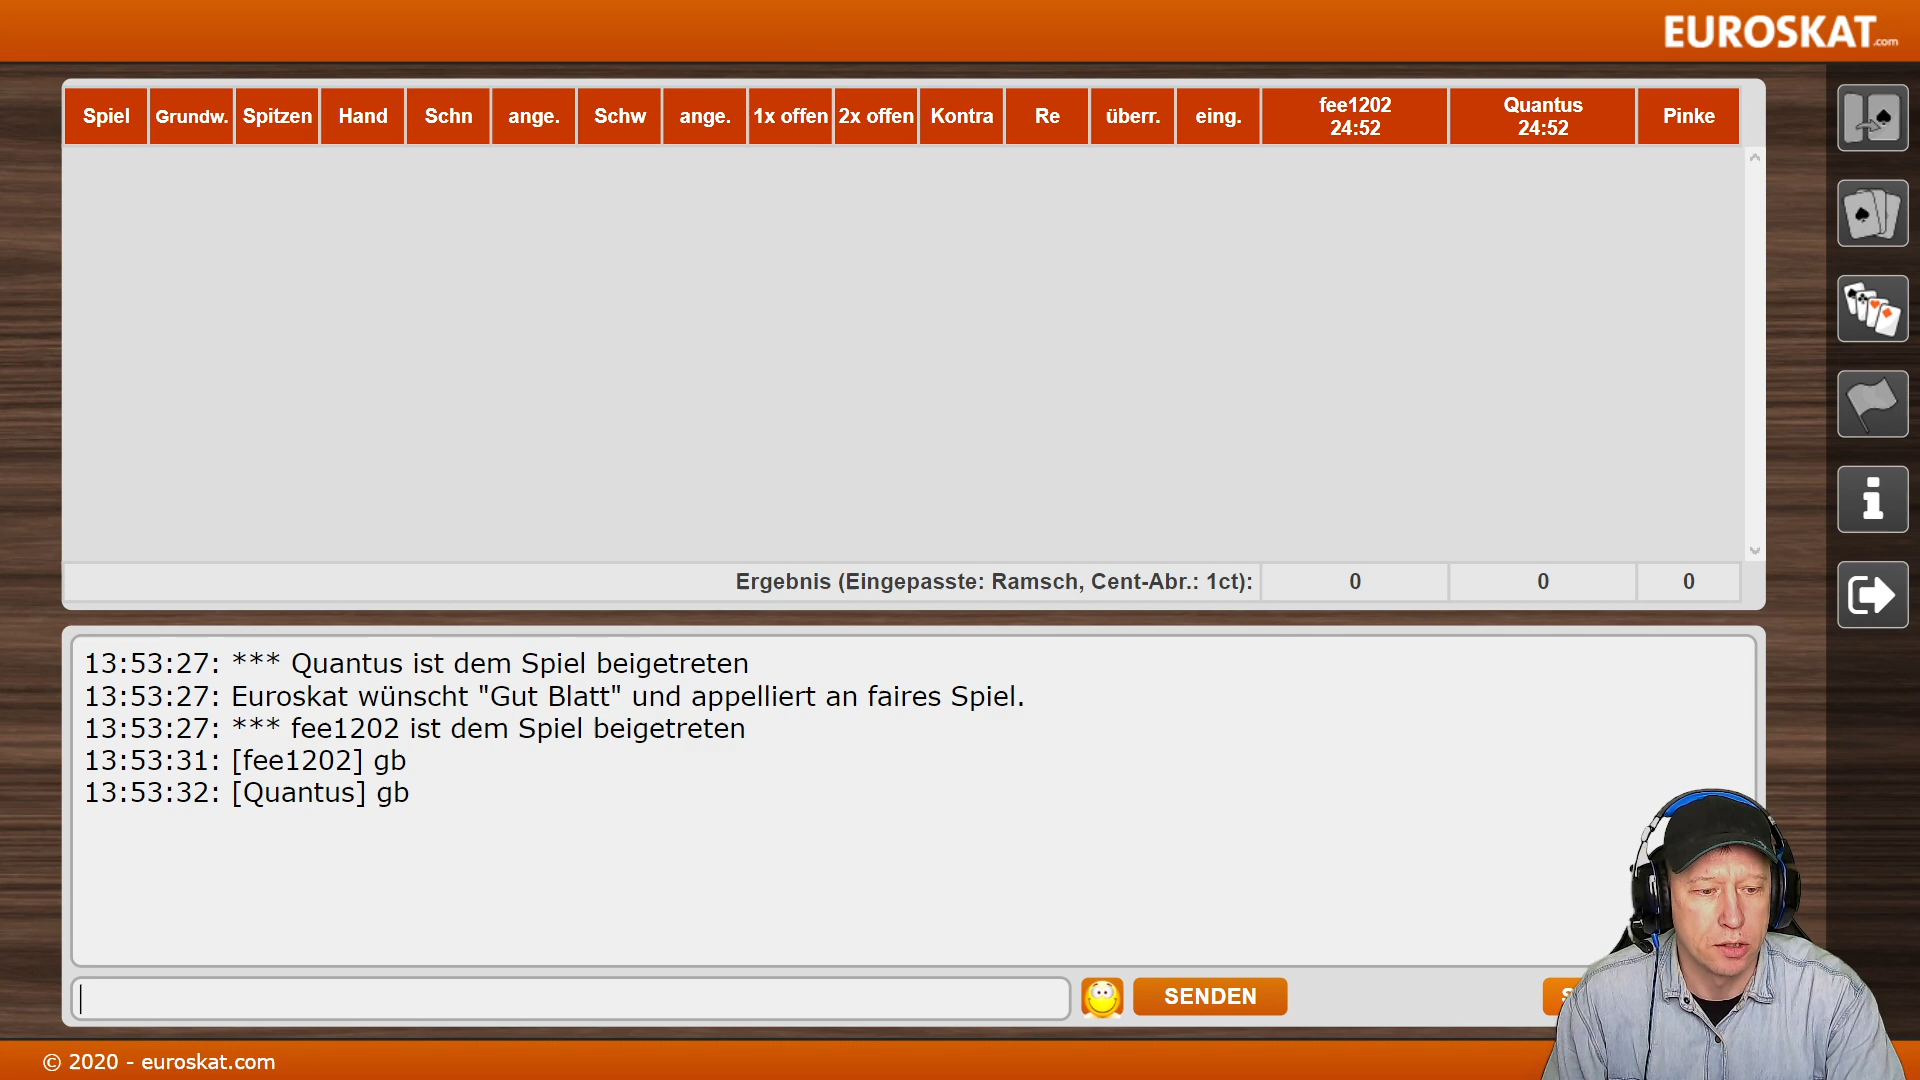 EUROSKAT.com
Spiel Grundw. Spitzen Hand Schn ange. Schw ange. 1x offen 2x offen Kontra Re überr. eing. fee1202 Quantus Pinke
24:52 24:52
Ergebnis (Eingepasste: Ramsch, Cent-Abr.: 1ct): 0 0 0
13:53:27: *** Quantus ist dem Spiel beigetreten
13:53:27: Euroskat wünscht "Gut Blatt" und appelliert an faires Spiel.
13:53:27: *** fee1202 ist dem Spiel beigetreten
13:53:31: [fee1202] gb
13:53:32: [Quantus] gb
SENDEN
© 2020 - euroskat.com